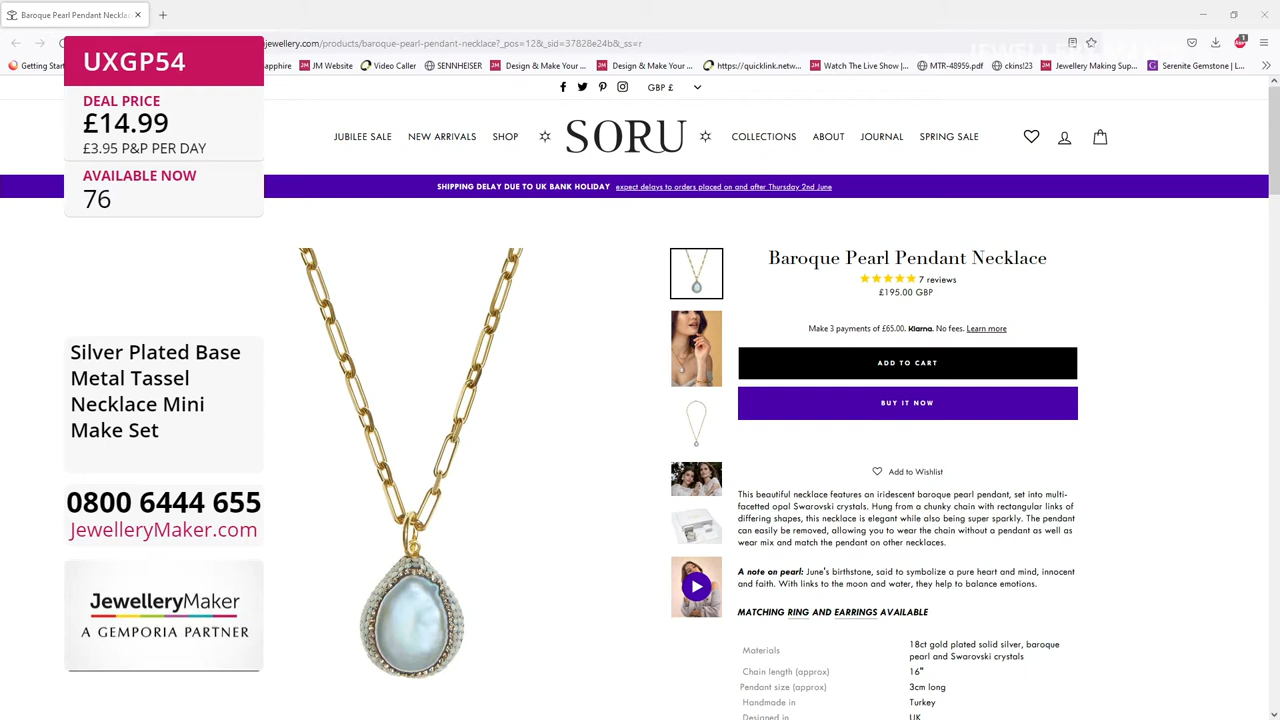 Baroque Pearl Pendant Necklac
jewellery.com/products/baroque-pearl-pendant-necklace?_pos=12&_sid=37828e24b&_ss=r
Getting Star
apphire
JM Website
Video Caller
SENNHEISER
Design & Make Your ...
Design & Make Your ...
https://quicklink.netw...
Watch The Live Show |...
MTR-48959.pdf
ckins!23
Jewellery Making Sup...
Serenite Gemstone | L...
UXGP54
DEAL PRICE
£14.99
£3.95 P&P PER DAY
AVAILABLE NOW
76
Silver Plated Base
Metal Tassel
Necklace Mini
Make Set
0800 6444 655
JewelleryMaker.com
JewelleryMaker
A GEMPORIA PARTNER
GBP £
JUBILEE SALE
NEW ARRIVALS
SHOP
SORU
COLLECTIONS
ABOUT
JOURNAL
SPRING SALE
SHIPPING DELAY DUE TO UK BANK HOLIDAY expect delays to orders placed on and after Thursday 2nd June
Baroque Pearl Pendant Necklace
7 reviews
£195.00 GBP
Make 3 payments of £65.00. Klarna. No fees. Learn more
ADD TO CART
BUY IT NOW
Add to Wishlist
This beautiful necklace features an iridescent baroque pearl pendant, set into multi-
facetted opal Swarovski crystals. Hung from a chunky chain with rectangular links of
differing shapes, this necklace is elegant while also being super sparkly. The pendant
can easily be removed, allowing you to wear the chain without a pendant as well as
wear mix and match the pendant on other necklaces.
A note on pearl: June's birthstone, said to symbolize a pure heart and mind, innocent
and faith. With links to the moon and water, they help to balance emotions.
MATCHING RING AND EARRINGS AVAILABLE
Materials
18ct gold plated solid silver, baroque
pearl and Swarovski crystals
Chain length (approx)
16"
Pendant size (approx)
3cm long
Handmade in
Turkey
Designed in
UK